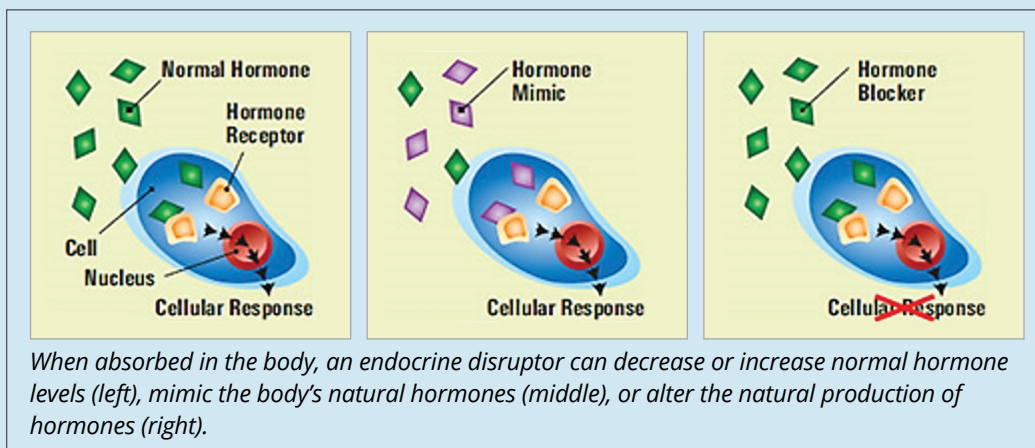 Normal Hormone
Hormone
Receptor
Cell
Nucleus
Cellular Response
Hormone
Mimic
Cellular Response
Hormone
Blocker
Cellular Response
When absorbed in the body, an endocrine disruptor can decrease or increase normal hormone
levels (left), mimic the body’s natural hormones (middle), or alter the natural production of
hormones (right).